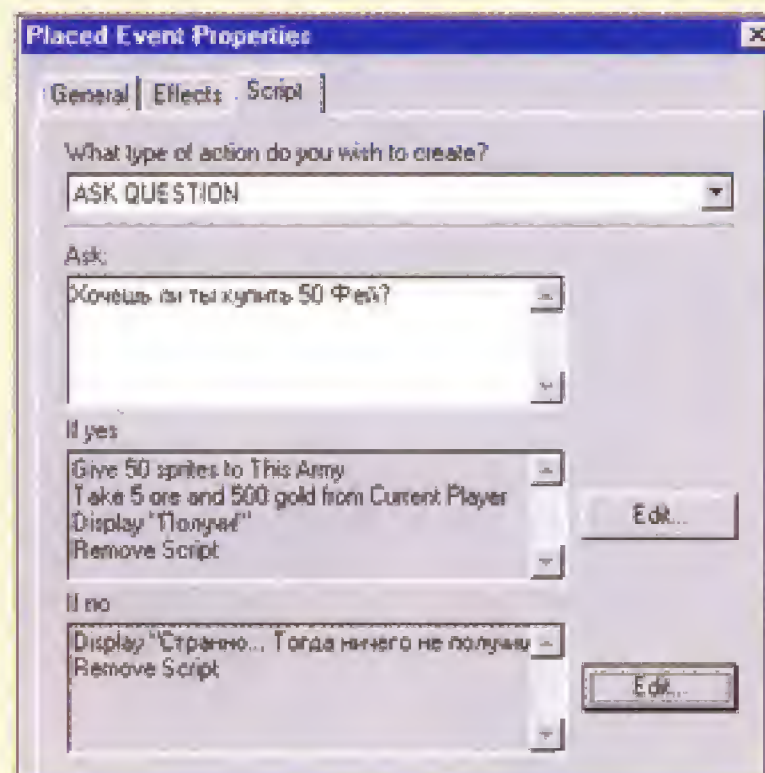 Placed Event Properties
General Effects Script
What type of action do you wish to create?
ASK QUESTION
Ask:
Хочешь ли ты купить 50 Фей?
If yes
Give 50 sprites to This Army
Take 5 ore and 500 gold from Current Player
Display "Получи!"
Remove Script
Edit...
If no
Display "Странно... Тогда ничего не получиш
Remove Script
Edit...